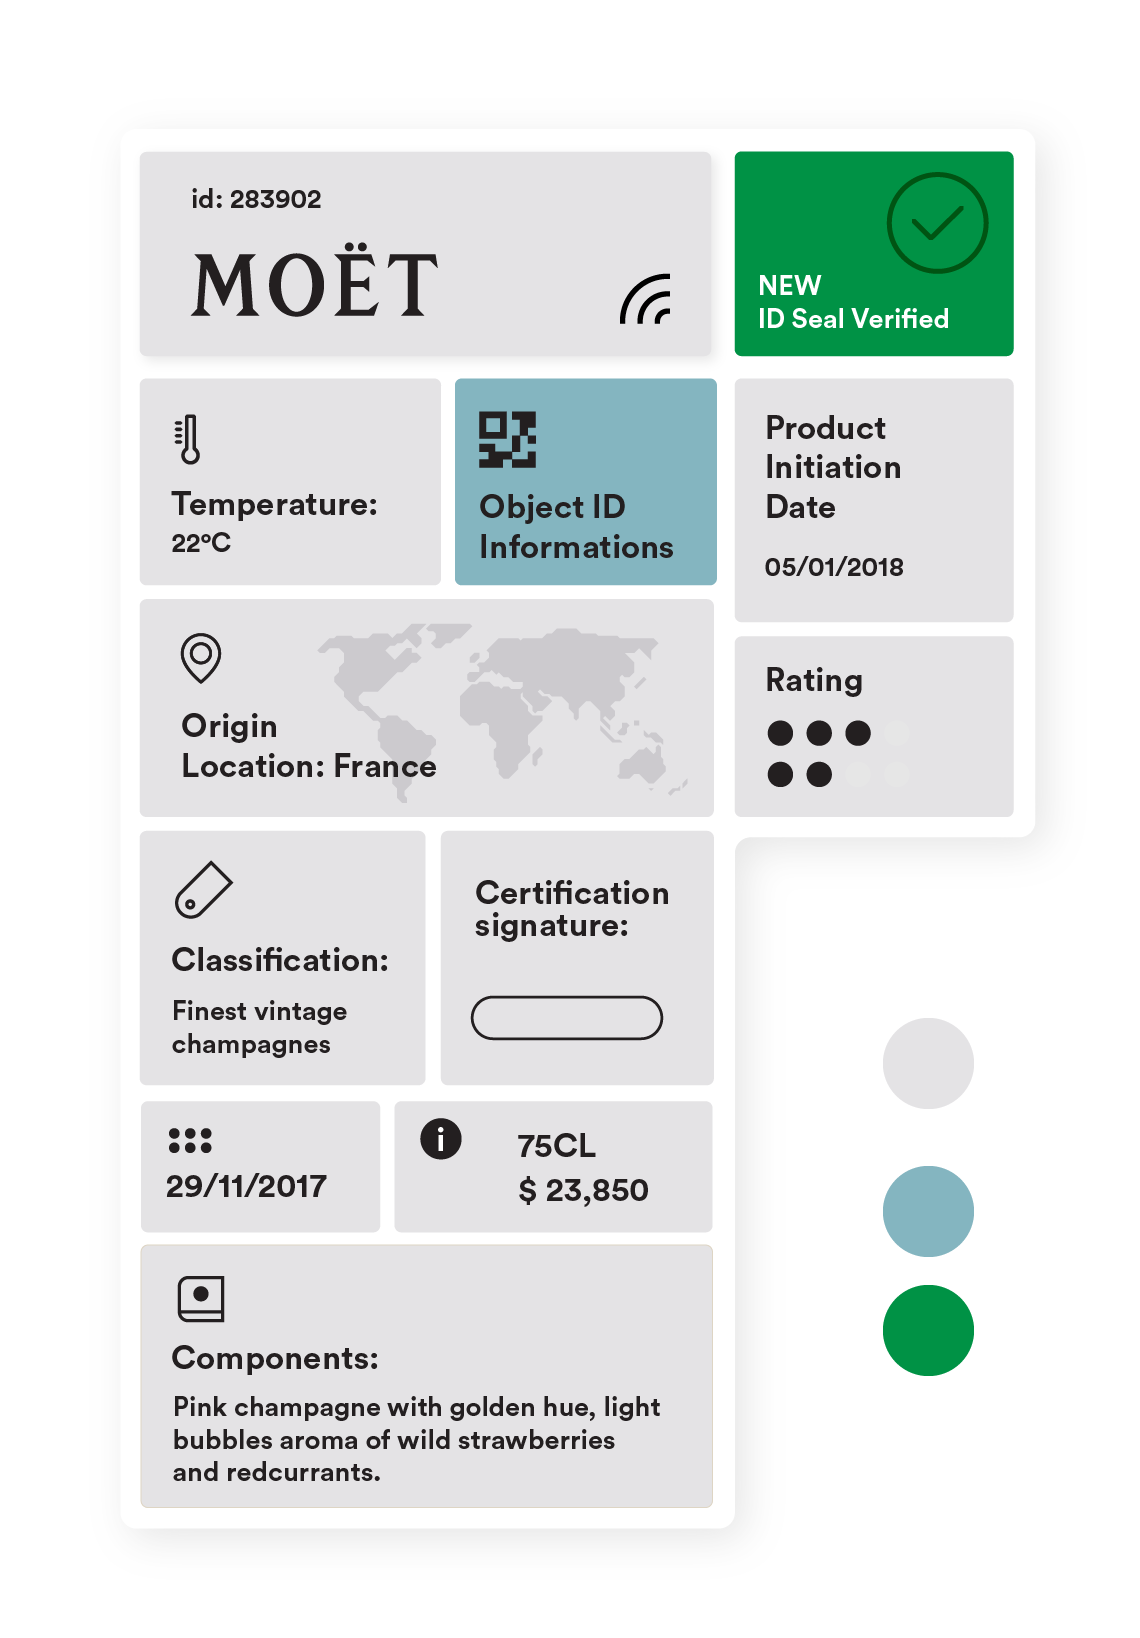 id: 283902
MOËT
NEW
ID Seal Verified
Temperature:
22ºC
Object ID
Informations
Product
Initiation
Date
05/01/2018
Origin
Location: France
Rating
Classification:
Finest vintage
champagnes
Certification
signature:
29/11/2017
75CL
$ 23,850
Components:
Pink champagne with golden hue, light
bubbles aroma of wild strawberries
and redcurrants.